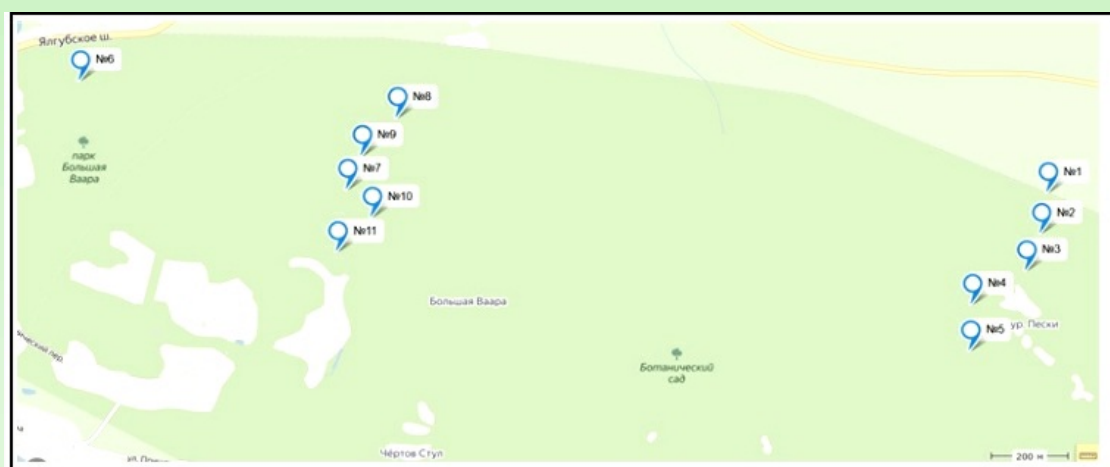 Ялгубское ш.
№6
№8
№9
парк
Большая
Ваара
№7
№1
№10
№2
№11
№3
№4
Большая Ваара
№5
ур. Пески
Ботанический
сад
Чёртов Стул
200 м